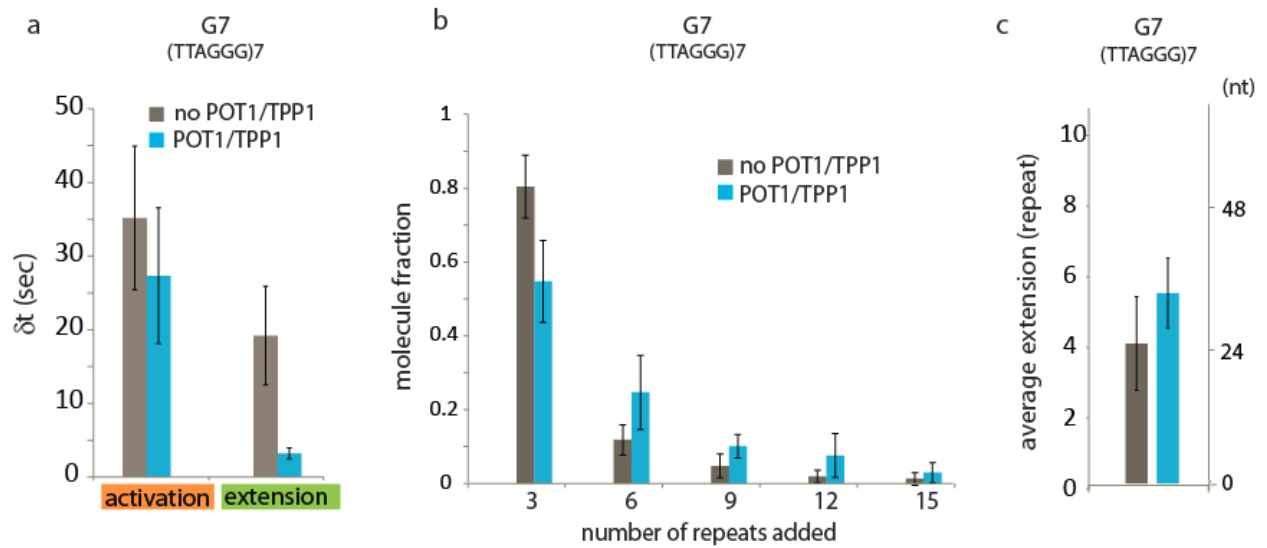 a
G7
(TTAGGG)7
50
40
30
20
10
0
δt (sec)
no POT1/TPP1
POT1/TPP1
activation
extension
b
G7
(TTAGGG)7
1
0.8
0.6
0.4
0.2
0
molecule fraction
no POT1/TPP1
POT1/TPP1
3 6 9 12 15
number of repeats added
c
G7
(TTAGGG)7
(nt)
10
8
6
4
2
0
average extension (repeat)
48
24
0